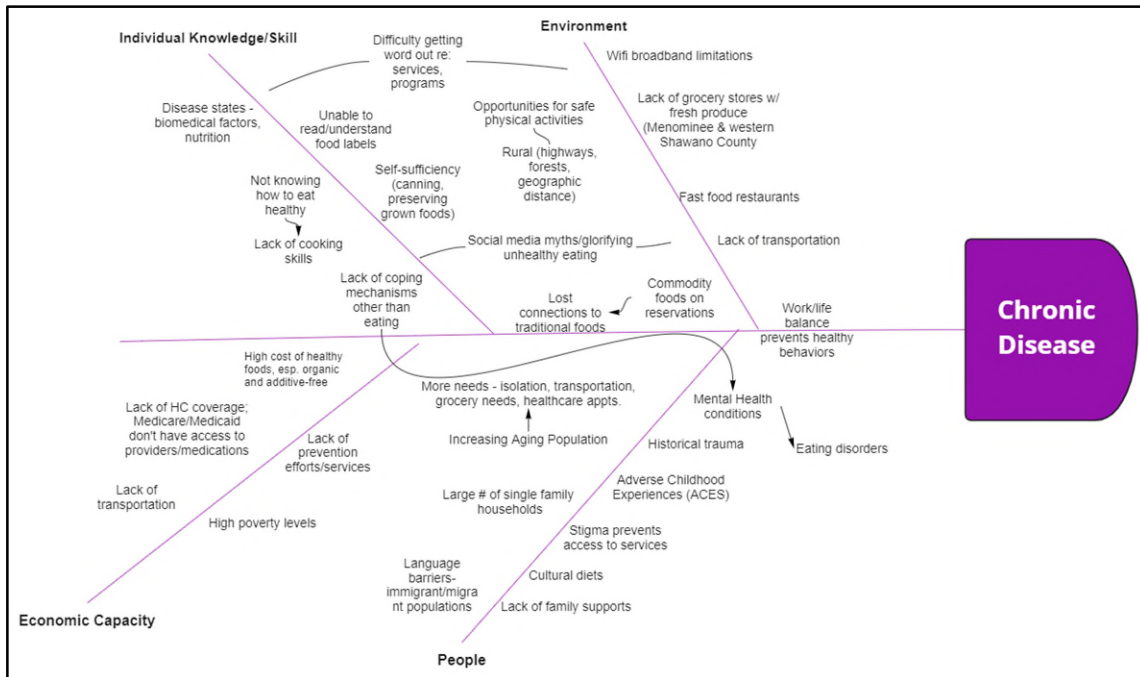 Individual Knowledge/Skill
Difficulty getting
word out re:
services,
programs
Environment
Wifi broadband limitations
Disease states -
biomedical factors,
nutrition
Unable to
read/understand
food labels
Opportunities for safe
physical activities
Lack of grocery stores w/
fresh produce
(Menominee & western
Shawano County
Rural (highways,
forests,
geographic
distance)
Self-sufficiency
(canning,
preserving
grown foods)
Not knowing
how to eat
healthy
Fast food restaurants
Lack of cooking
skills
Social media myths/glorifying
unhealthy eating
Lack of transportation
Lack of coping
mechanisms
other than
eating
Lost
connections to
traditional foods
Commodity
foods on
reservations
Work/life
balance
prevents healthy
behaviors
Chronic
Disease
High cost of healthy
foods, esp. organic
and additive-free
More needs - isolation, transportation,
grocery needs, healthcare appts.
Mental Health
conditions
Lack of HC coverage;
Medicare/Medicaid
don't have access to
providers/medications
Lack of
prevention
efforts/services
Increasing Aging Population
Historical trauma
Eating disorders
Lack of
transportation
High poverty levels
Large # of single family
households
Adverse Childhood
Experiences (ACES)
Stigma prevents
access to services
Language
barriers-
immigrant/migra
nt populations
Cultural diets
Lack of family supports
Economic Capacity
People